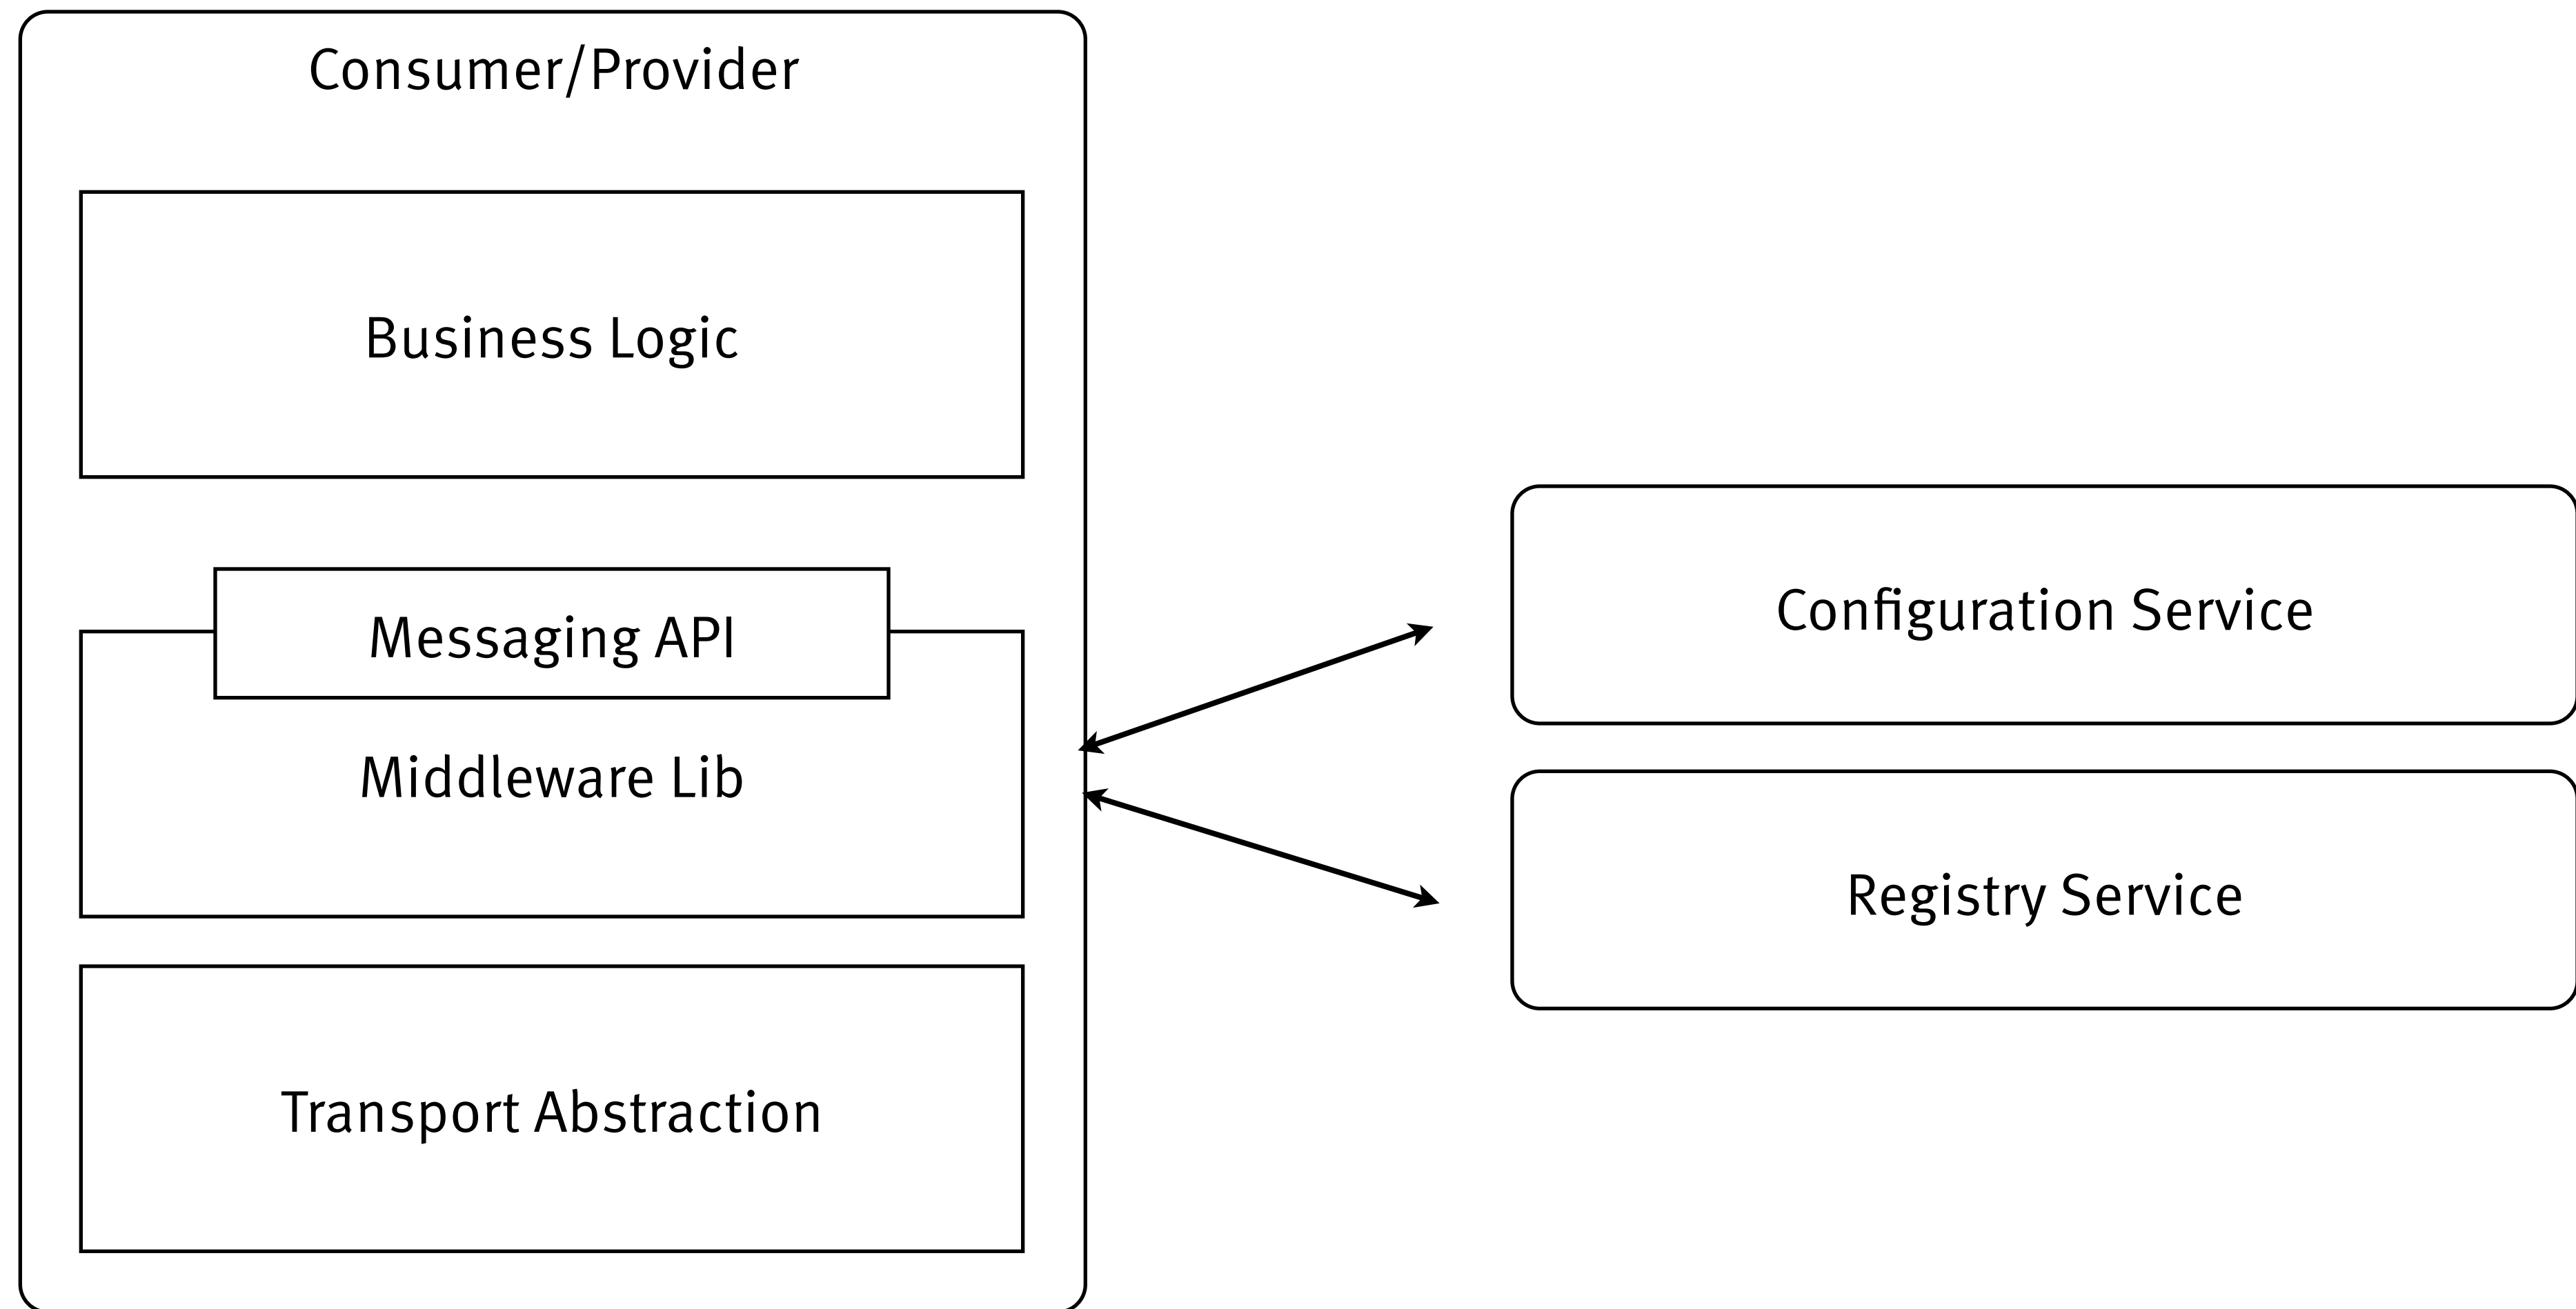 Consumer/Provider
Business Logic
Messaging API
Middleware Lib
Transport Abstraction
Configuration Service
Registry Service